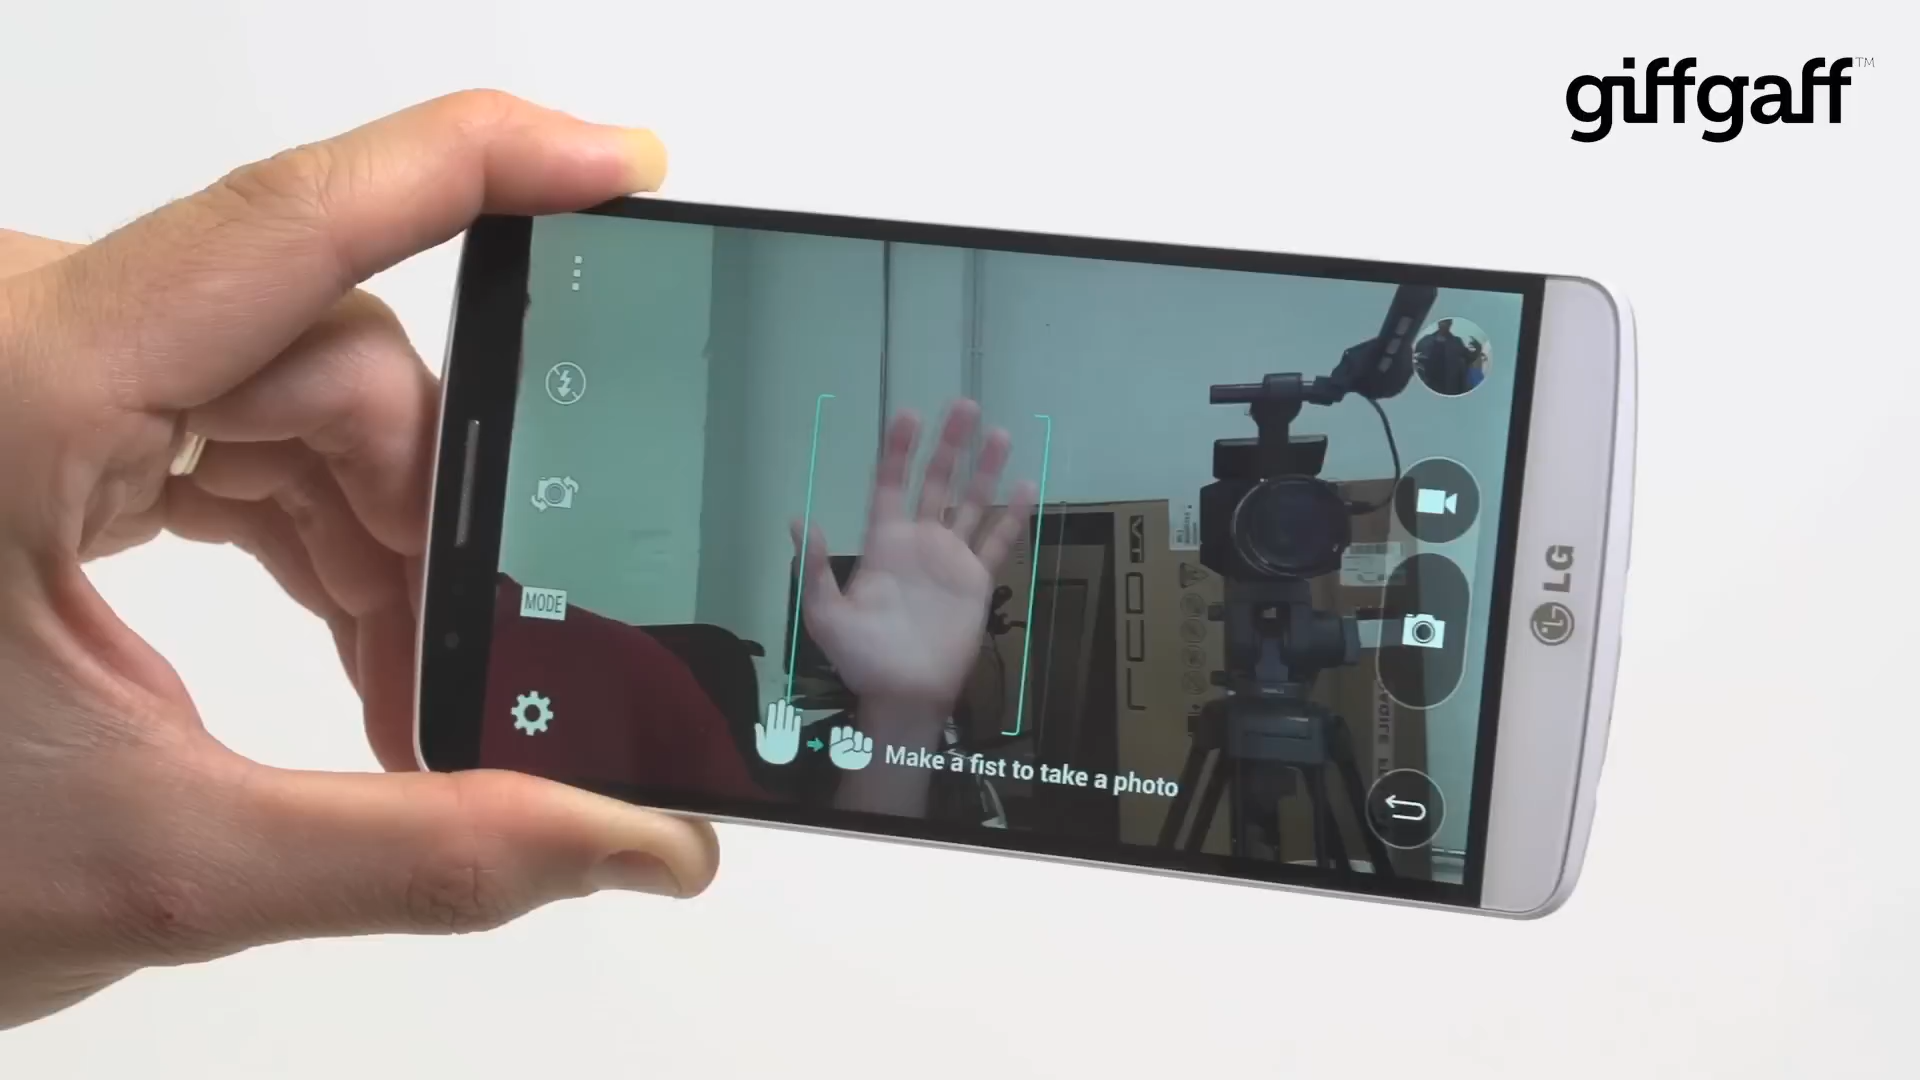 giffgaff™
MODE
Make a fist to take a photo
LG